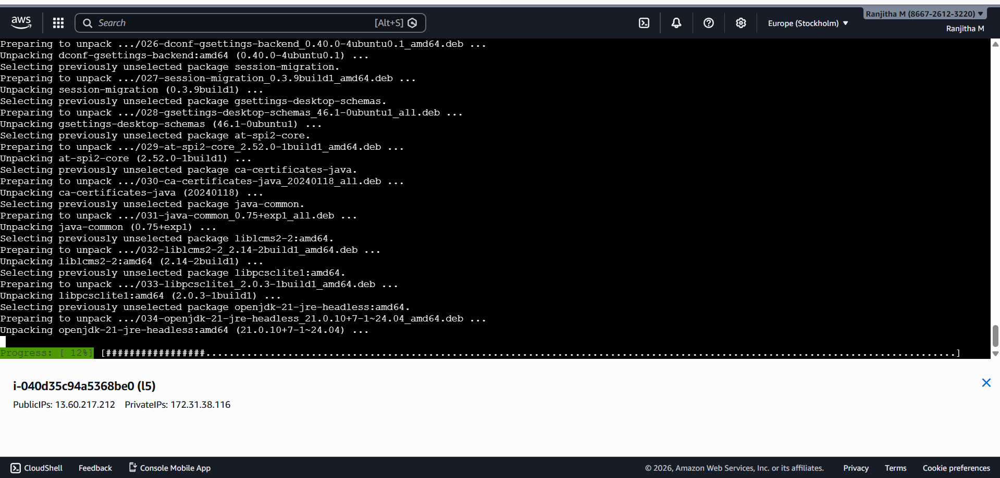 aws
Search [Alt+S]
Europe (Stockholm) ▼
Ranjitha M (8667-2612-3220) ▼
Ranjitha M
Preparing to unpack .../026-dconf-gsettings-backend_0.40.0-4ubuntu0.1_amd64.deb ...
Unpacking dconf-gsettings-backend:amd64 (0.40.0-4ubuntu0.1) ...
Selecting previously unselected package session-migration.
Preparing to unpack .../027-session-migration_0.3.9build1_amd64.deb ...
Unpacking session-migration (0.3.9build1) ...
Selecting previously unselected package gsettings-desktop-schemas.
Preparing to unpack .../028-gsettings-desktop-schemas_46.1-0ubuntu1_all.deb ...
Unpacking gsettings-desktop-schemas (46.1-0ubuntu1) ...
Selecting previously unselected package at-spi2-core.
Preparing to unpack .../029-at-spi2-core_2.52.0-1build1_amd64.deb ...
Unpacking at-spi2-core (2.52.0-1build1) ...
Selecting previously unselected package ca-certificates-java.
Preparing to unpack .../030-ca-certificates-java_20240118_all.deb ...
Unpacking ca-certificates-java (20240118) ...
Selecting previously unselected package java-common.
Preparing to unpack .../031-java-common_0.75+exp1_all.deb ...
Unpacking java-common (0.75+exp1) ...
Selecting previously unselected package liblcms2-2:amd64.
Preparing to unpack .../032-liblcms2-2_2.14-2build1_amd64.deb ...
Unpacking liblcms2-2:amd64 (2.14-2build1) ...
Selecting previously unselected package libpcsclite1:amd64.
Preparing to unpack .../033-libpcsclite1_2.0.3-1build1_amd64.deb ...
Unpacking libpcsclite1:amd64 (2.0.3-1build1) ...
Selecting previously unselected package openjdk-21-jre-headless:amd64.
Preparing to unpack .../034-openjdk-21-jre-headless_21.0.10+7-1~24.04_amd64.deb ...
Unpacking openjdk-21-jre-headless:amd64 (21.0.10+7-1~24.04) ...
Progress: [ 12%] [#################................................................................................................................]
i-040d35c94a5368be0 (l5)
PublicIPs: 13.60.217.212 PrivateIPs: 172.31.38.116
CloudShell Feedback Console Mobile App © 2026, Amazon Web Services, Inc. or its affiliates. Privacy Terms Cookie preferences